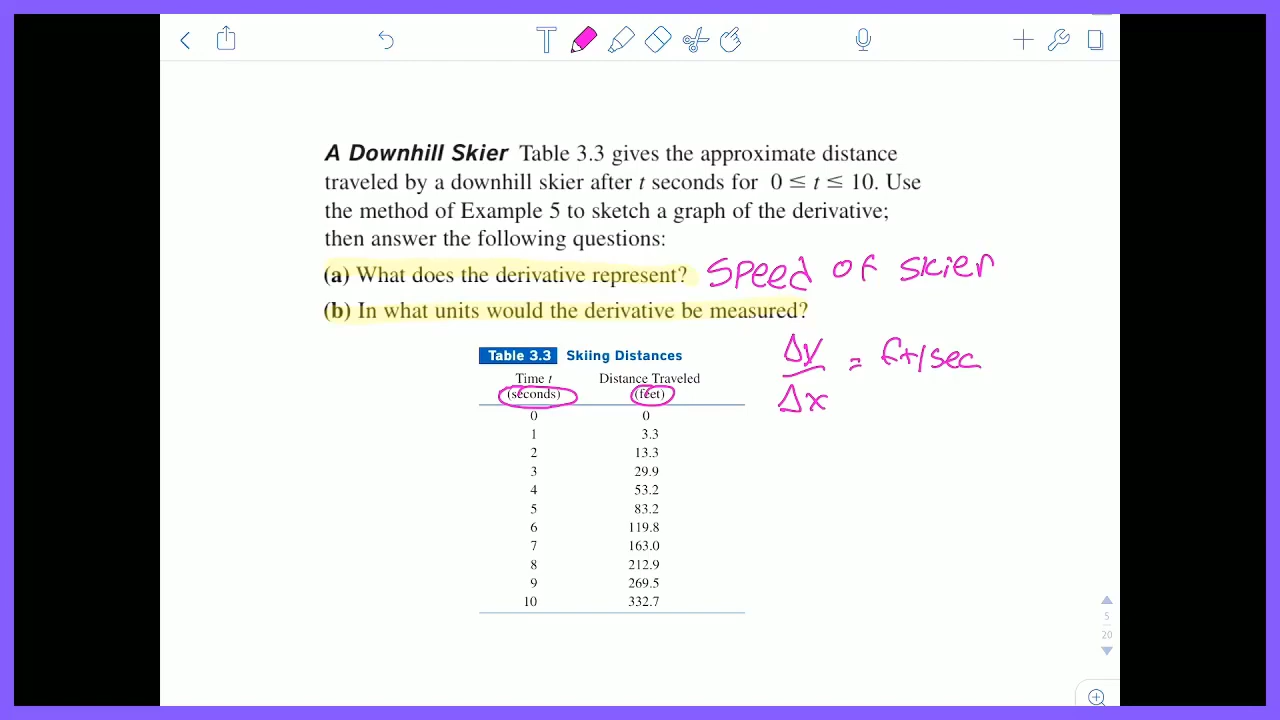 T
A Downhill Skier Table 3.3 gives the approximate distance
traveled by a downhill skier after t seconds for 0 ≤ t ≤ 10. Use
the method of Example 5 to sketch a graph of the derivative;
then answer the following questions:
(a) What does the derivative represent? Speed of skier
(b) In what units would the derivative be measured?
Δy/Δx = ft/sec
Table 3.3 Skiing Distances
Time t Distance Traveled
(seconds) (feet)
0 0
1 3.3
2 13.3
3 29.9
4 53.2
5 83.2
6 119.8
7 163.0
8 212.9
9 269.5
10 332.7
5
20